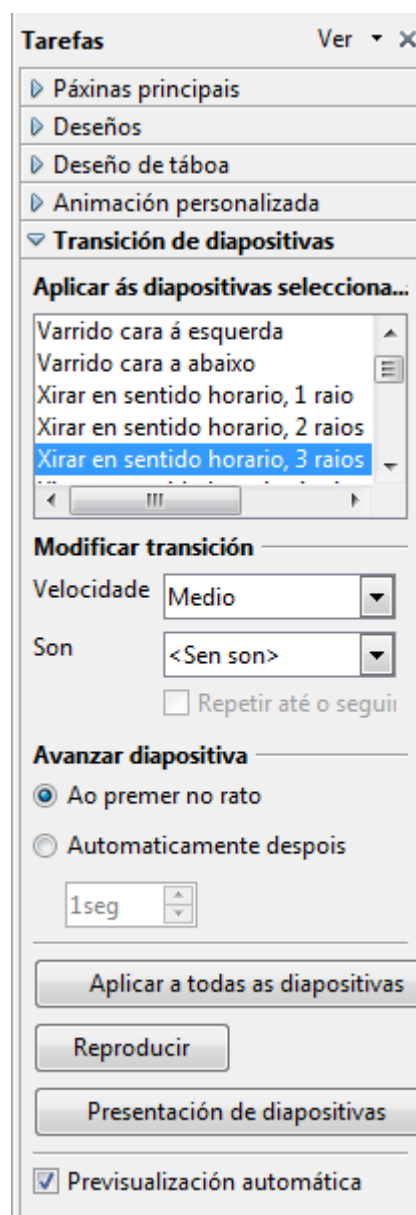 Tarefas Ver
Páxinas principais
Deseños
Deseño de táboa
Animación personalizada
Transición de diapositivas
Aplicar ás diapositivas selecciona...
Varrido cara á esquerda
Varrido cara a abaixo
Xirar en sentido horario, 1 raio
Xirar en sentido horario, 2 raios
Xirar en sentido horario, 3 raios
Modificar transición
Velocidade Medio
Son <Sen son>
Repetir até o seguin
Avanzar diapositiva
Ao premer no rato
Automaticamente despois
1seg
Aplicar a todas as diapositivas
Reproducir
Presentación de diapositivas
Previsualización automática